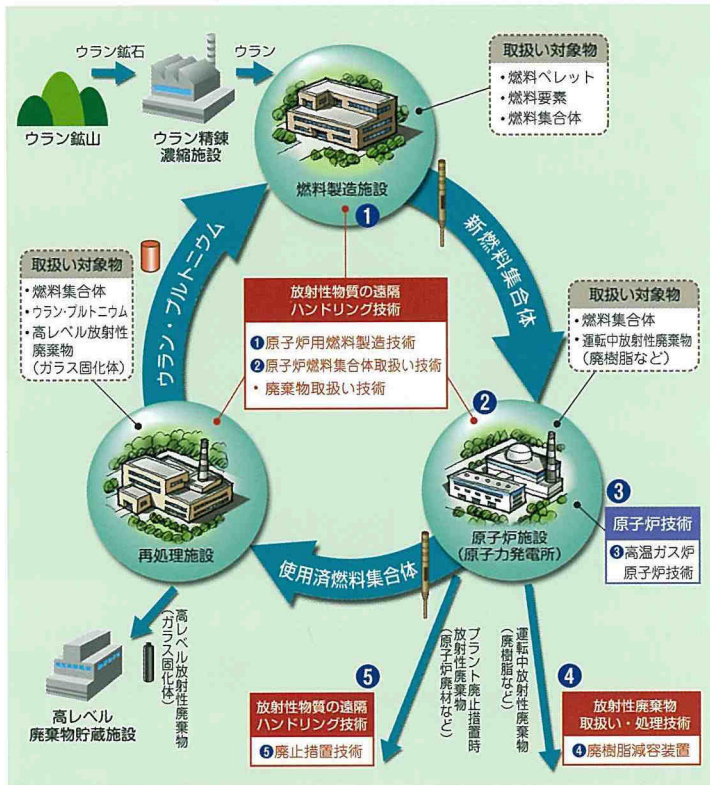 ウラン鉱石
ウラン
ウラン鉱山
ウラン精錬
濃縮施設
取扱い対象物
・燃料ペレット
・燃料要素
・燃料集合体
燃料製造施設
❶
新燃料集合体
ウラン・プルトニウム
取扱い対象物
・燃料集合体
・ウラン・プルトニウム
・高レベル放射性
廃棄物
(ガラス固化体)
放射性物質の遠隔
ハンドリング技術
❶原子炉用燃料製造技術
❷原子炉燃料集合体取扱い技術
・廃棄物取扱い技術
取扱い対象物
・燃料集合体
・運転中放射性廃棄物
(廃樹脂など)
❷
再処理施設
原子炉施設
(原子力発電所)
❸
原子炉技術
❸高温ガス炉
原子炉技術
使用済燃料集合体
高レベル放射性廃棄物
(ガラス固化体)
高レベル
廃棄物貯蔵施設
プラント廃止措置時
放射性廃棄物
(原子炉廃材など)
運転中放射性廃棄物
(廃樹脂など)
❺
放射性物質の遠隔
ハンドリング技術
❺廃止措置技術
❹
放射性廃棄物
取扱い・処理技術
❹廃樹脂減容装置